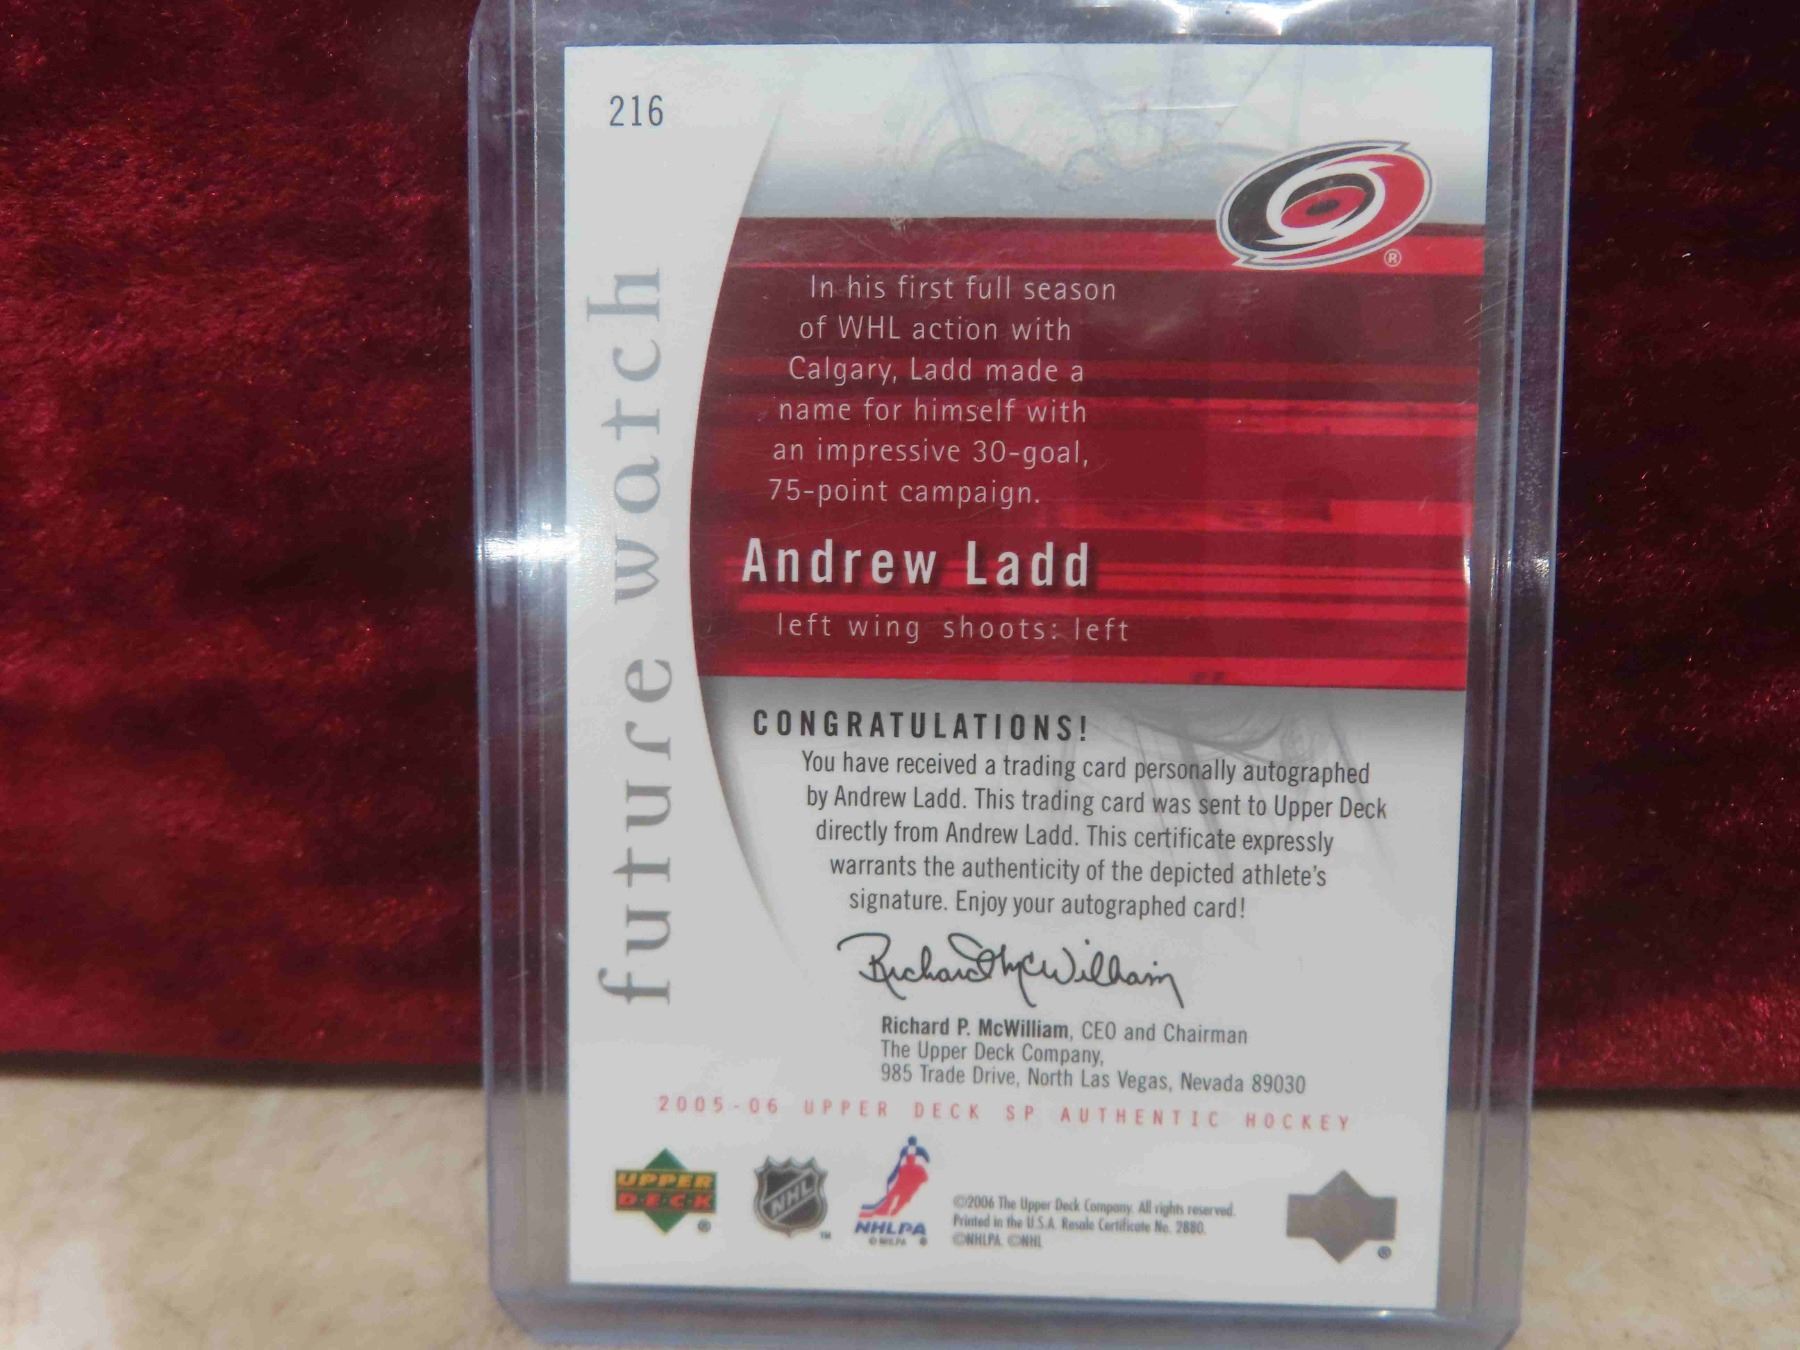 216
future watch
®
In his first full season
of WHL action with
Calgary, Ladd made a
name for himself with
an impressive 30-goal,
75-point campaign.
Andrew Ladd
left wing shoots: left
CONGRATULATIONS!
You have received a trading card personally autographed
by Andrew Ladd. This trading card was sent to Upper Deck
directly from Andrew Ladd. This certificate expressly
warrants the authenticity of the depicted athlete's
signature. Enjoy your autographed card!
Richard McWilliam
Richard P. McWilliam, CEO and Chairman
The Upper Deck Company,
985 Trade Drive, North Las Vegas, Nevada 89030
2005-06 UPPER DECK SP AUTHENTIC HOCKEY
UPPER
DECK
®
NHL
™
NHLPA
© NHLPA ®
©2006 The Upper Deck Company. All rights reserved.
Printed in the U.S.A. Resale Certificate No. 2880.
©NHLPA. ©NHL
®